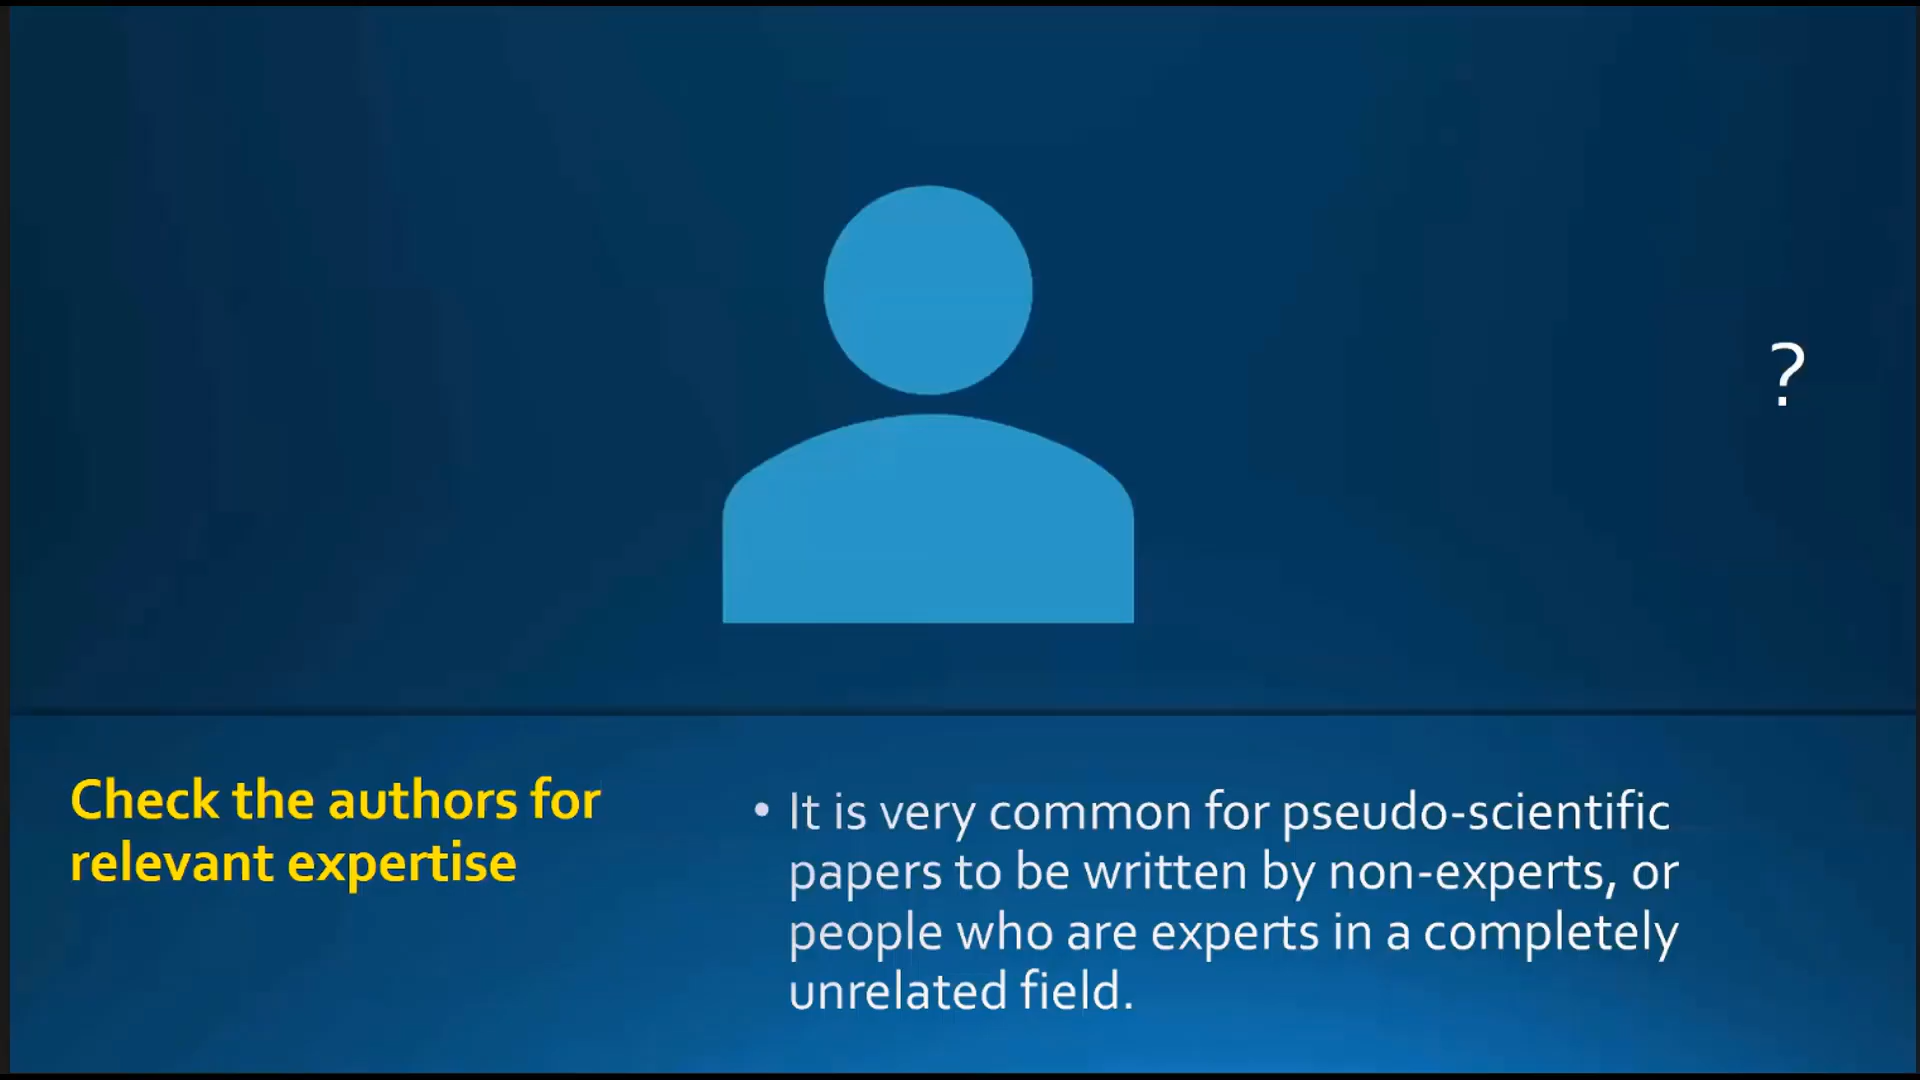 ?
Check the authors for
relevant expertise
• It is very common for pseudo-scientific
papers to be written by non-experts, or
people who are experts in a completely
unrelated field.